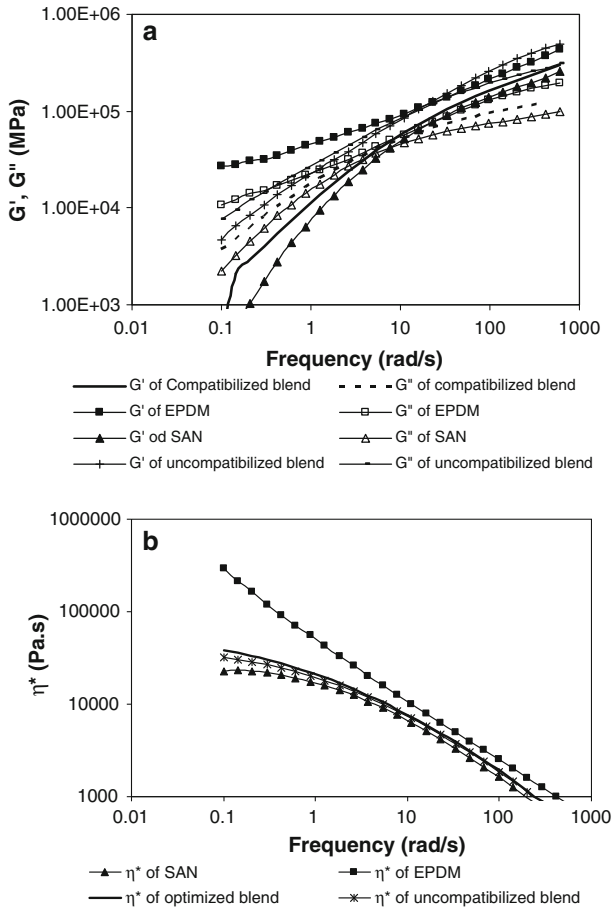 a
1.00E+06
1.00E+05
1.00E+04
1.00E+03
G', G" (MPa)
0.01 0.1 1 10 100 1000
Frequency (rad/s)
G' of Compatibilized blend G" of compatibilized blend
G' of EPDM G" of EPDM
G' od SAN G" of SAN
G' of uncompatibilized blend G" of uncompatibilized blend
b
1000000
100000
10000
1000
η* (Pa.s)
0.01 0.1 1 10 100 1000
Frequency (rad/s)
η* of SAN η* of EPDM
η* of optimized blend η* of uncompatibilized blend